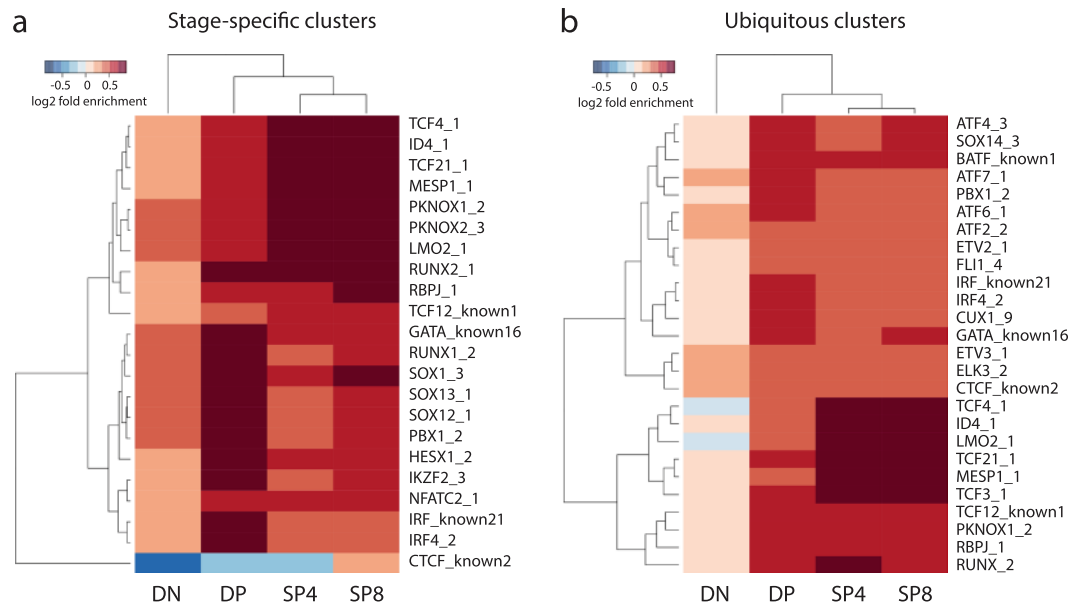 a
Stage-specific clusters
-0.5 0 0.5
log2 fold enrichment
TCF4_1
ID4_1
TCF21_1
MESP1_1
PKNOX1_2
PKNOX2_3
LMO2_1
RUNX2_1
RBPJ_1
TCF12_known1
GATA_known16
RUNX1_2
SOX1_3
SOX13_1
SOX12_1
PBX1_2
HESX1_2
IKZF2_3
NFATC2_1
IRF_known21
IRF4_2
CTCF_known2
DN DP SP4 SP8
b
Ubiquitous clusters
-0.5 0 0.5
log2 fold enrichment
ATF4_3
SOX14_3
BATF_known1
ATF7_1
PBX1_2
ATF6_1
ATF2_2
ETV2_1
FLI1_4
IRF_known21
IRF4_2
CUX1_9
GATA_known16
ETV3_1
ELK3_2
CTCF_known2
TCF4_1
ID4_1
LMO2_1
TCF21_1
MESP1_1
TCF3_1
TCF12_known1
PKNOX1_2
RBPJ_1
RUNX_2
DN DP SP4 SP8